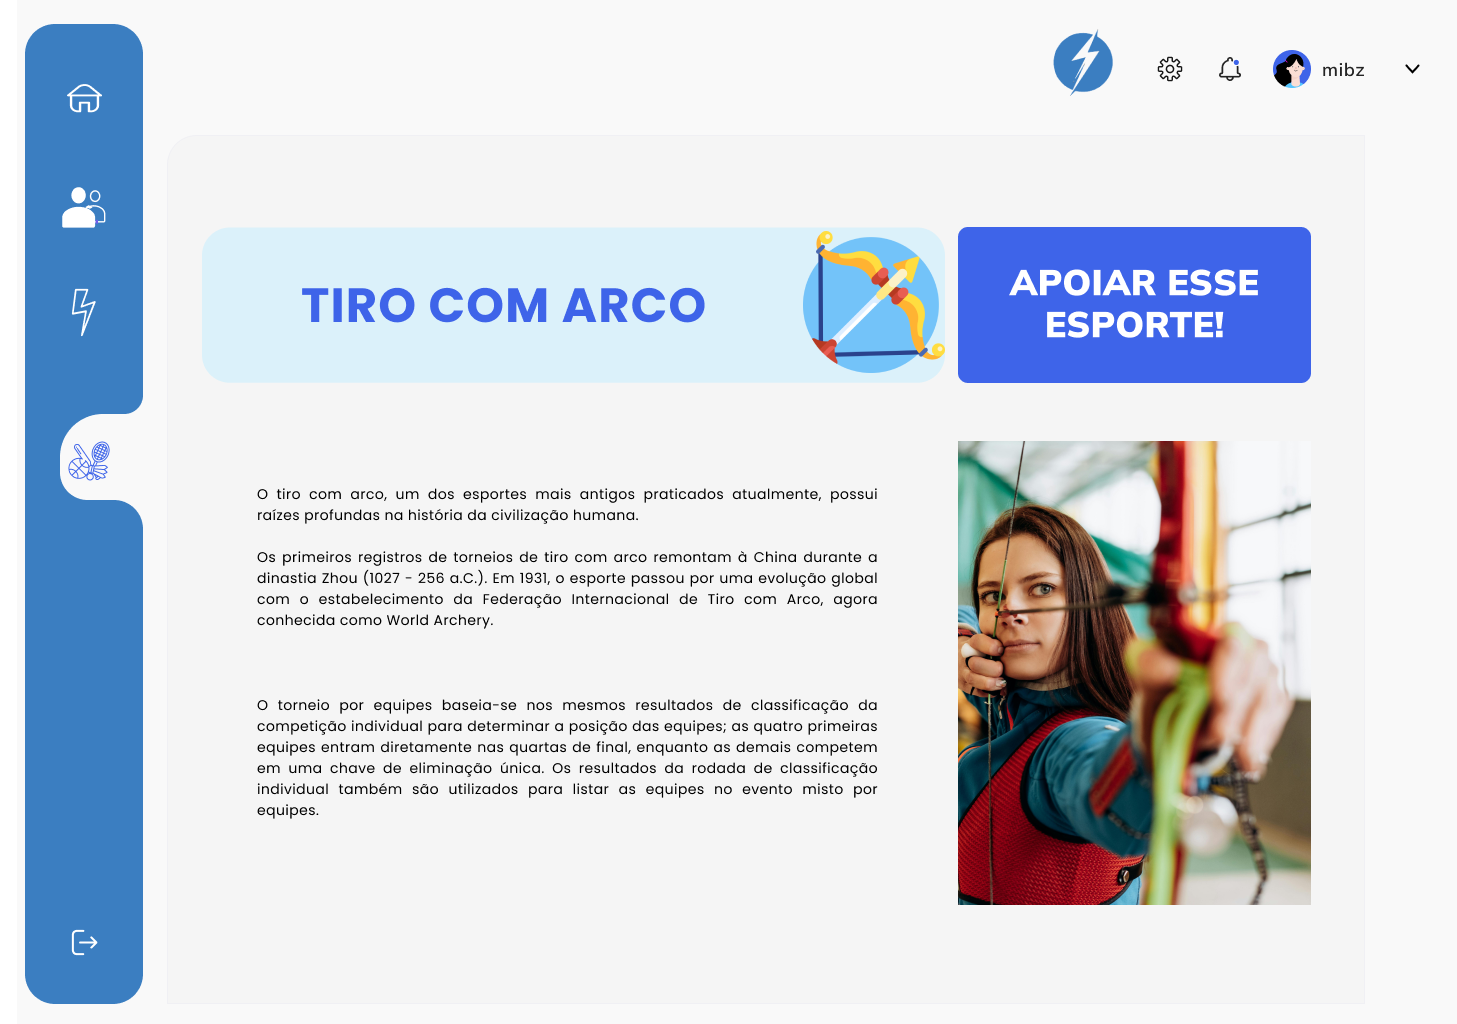 mibz
TIRO COM ARCO
APOIAR ESSE
ESPORTE!
O tiro com arco, um dos esportes mais antigos praticados atualmente, possui
raízes profundas na história da civilização humana.
Os primeiros registros de torneios de tiro com arco remontam à China durante a
dinastia Zhou (1027 - 256 a.C.). Em 1931, o esporte passou por uma evolução global
com o estabelecimento da Federação Internacional de Tiro com Arco, agora
conhecida como World Archery.
O torneio por equipes baseia-se nos mesmos resultados de classificação da
competição individual para determinar a posição das equipes; as quatro primeiras
equipes entram diretamente nas quartas de final, enquanto as demais competem
em uma chave de eliminação única. Os resultados da rodada de classificação
individual também são utilizados para listar as equipes no evento misto por
equipes.